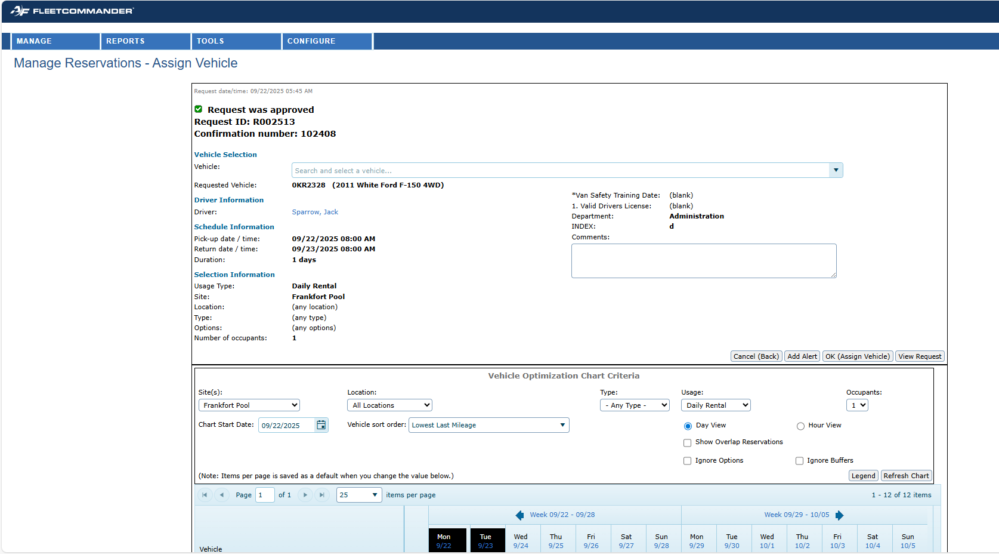 FLEETCOMMANDER
MANAGE REPORTS TOOLS CONFIGURE
Manage Reservations - Assign Vehicle
Request date/time: 09/22/2025 05:45 AM
Request was approved
Request ID: R002513
Confirmation number: 102408
Vehicle Selection
Vehicle: Search and select a vehicle...
Requested Vehicle: 0KR2328 (2011 White Ford F-150 4WD)
Driver Information
Driver: Sparrow, Jack
Schedule Information
Pick-up date / time: 09/22/2025 08:00 AM
Return date / time: 09/23/2025 08:00 AM
Duration: 1 days
Selection Information
Usage Type: Daily Rental
Site: Frankfort Pool
Location: (any location)
Type: (any type)
Options: (any options)
Number of occupants: 1
*Van Safety Training Date: (blank)
1. Valid Drivers License: (blank)
Department: Administration
INDEX: d
Comments:
Cancel (Back) Add Alert OK (Assign Vehicle) View Request
Vehicle Optimization Chart Criteria
Site(s): Location: Type: Usage: Occupants:
Frankfort Pool All Locations - Any Type - Daily Rental 1
Chart Start Date: 09/22/2025 Vehicle sort order: Lowest Last Mileage Day View Hour View
Show Overlap Reservations
Ignore Options Ignore Buffers
(Note: Items per page is saved as a default when you change the value below.) Legend Refresh Chart
Page 1 of 1 25 items per page 1 - 12 of 12 items
Week 09/22 - 09/28 Week 09/29 - 10/05
Mon Tue Wed Thu Fri Sat Sun Mon Tue Wed Thu Fri Sat Sun
9/22 9/23 9/24 9/25 9/26 9/27 9/28 9/29 9/30 10/1 10/2 10/3 10/4 10/5
Vehicle